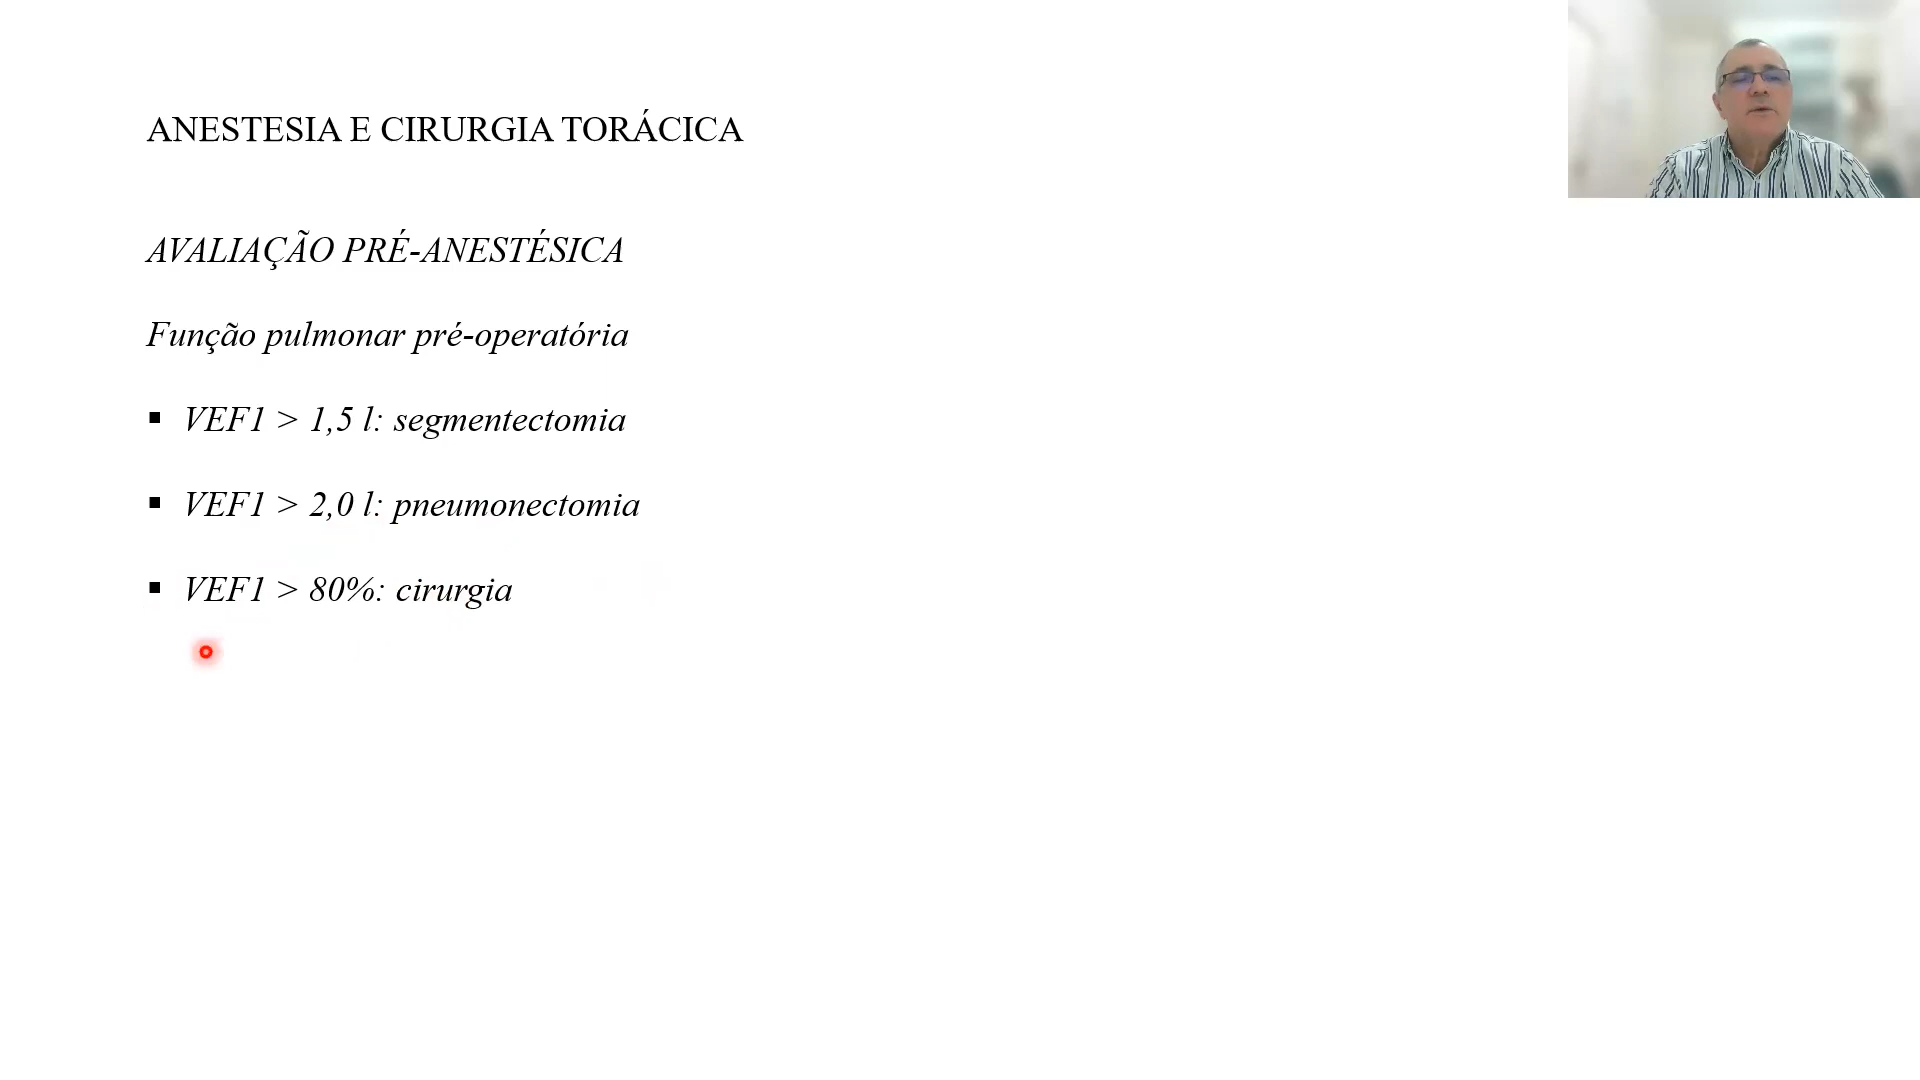 ANESTESIA E CIRURGIA TORÁCICA
AVALIAÇÃO PRÉ-ANESTÉSICA
Função pulmonar pré-operatória
▪ VEF1 > 1,5 l: segmentectomia
▪ VEF1 > 2,0 l: pneumonectomia
▪ VEF1 > 80%: cirurgia